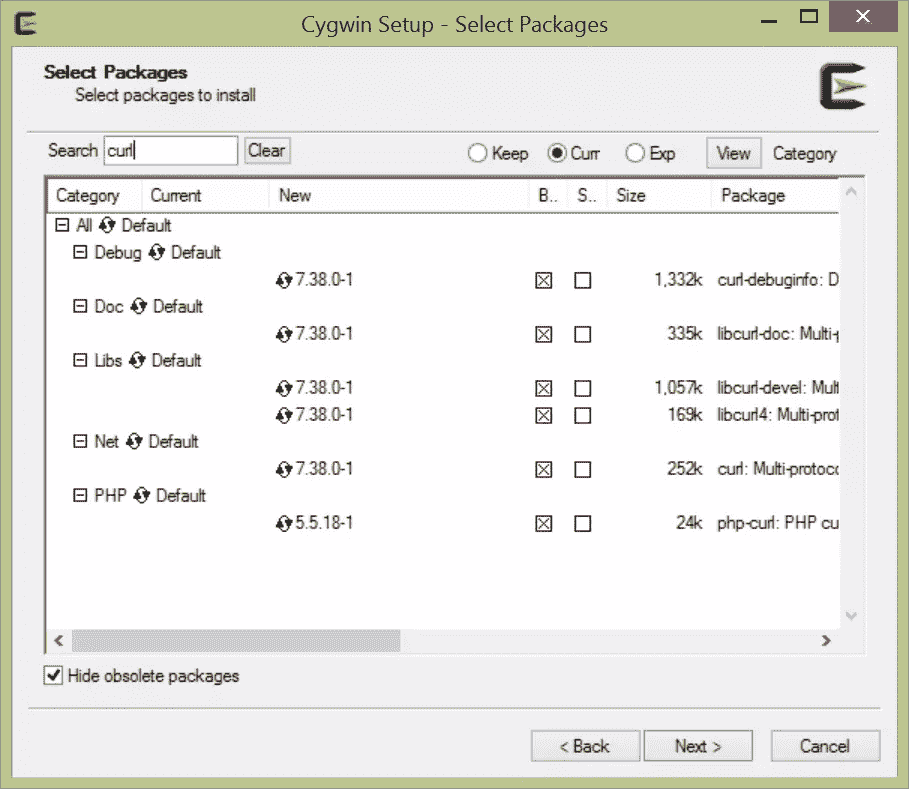 Cygwin Setup - Select Packages
Select Packages
Select packages to install
Search curl Clear Keep Curr Exp View Category
Category Current New B.. S.. Size Package
All Default
Debug Default
7.38.0-1 1,332k curl-debuginfo: D
Doc Default
7.38.0-1 335k libcurl-doc: Multi-p
Libs Default
7.38.0-1 1,057k libcurl-devel: Mult
7.38.0-1 169k libcurl4: Multi-prot
Net Default
7.38.0-1 252k curl: Multi-protoco
PHP Default
5.5.18-1 24k php-curl: PHP cu
Hide obsolete packages
< Back Next > Cancel